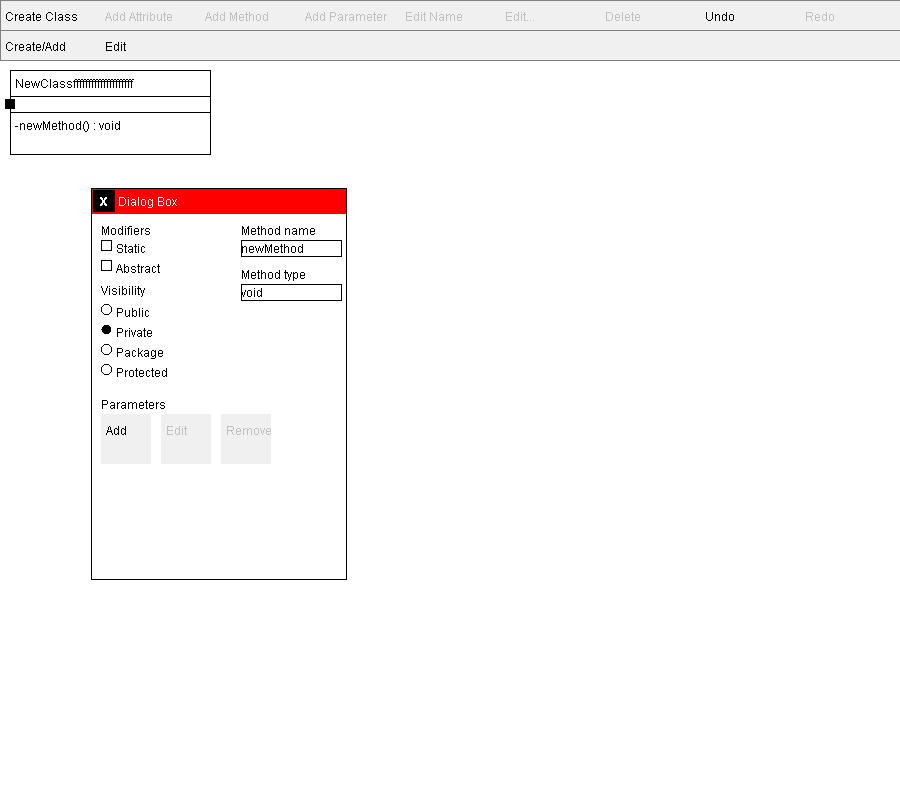 Create Class Add Attribute Add Method Add Parameter Edit Name Edit... Delete Undo Redo
Create/Add Edit
-newMethod() : void
X Dialog Box
Modifiers
Static
Abstract
Visibility
Public
Private
Package
Protected
Method name
newMethod
Method type
void
Parameters
Add Edit Remove